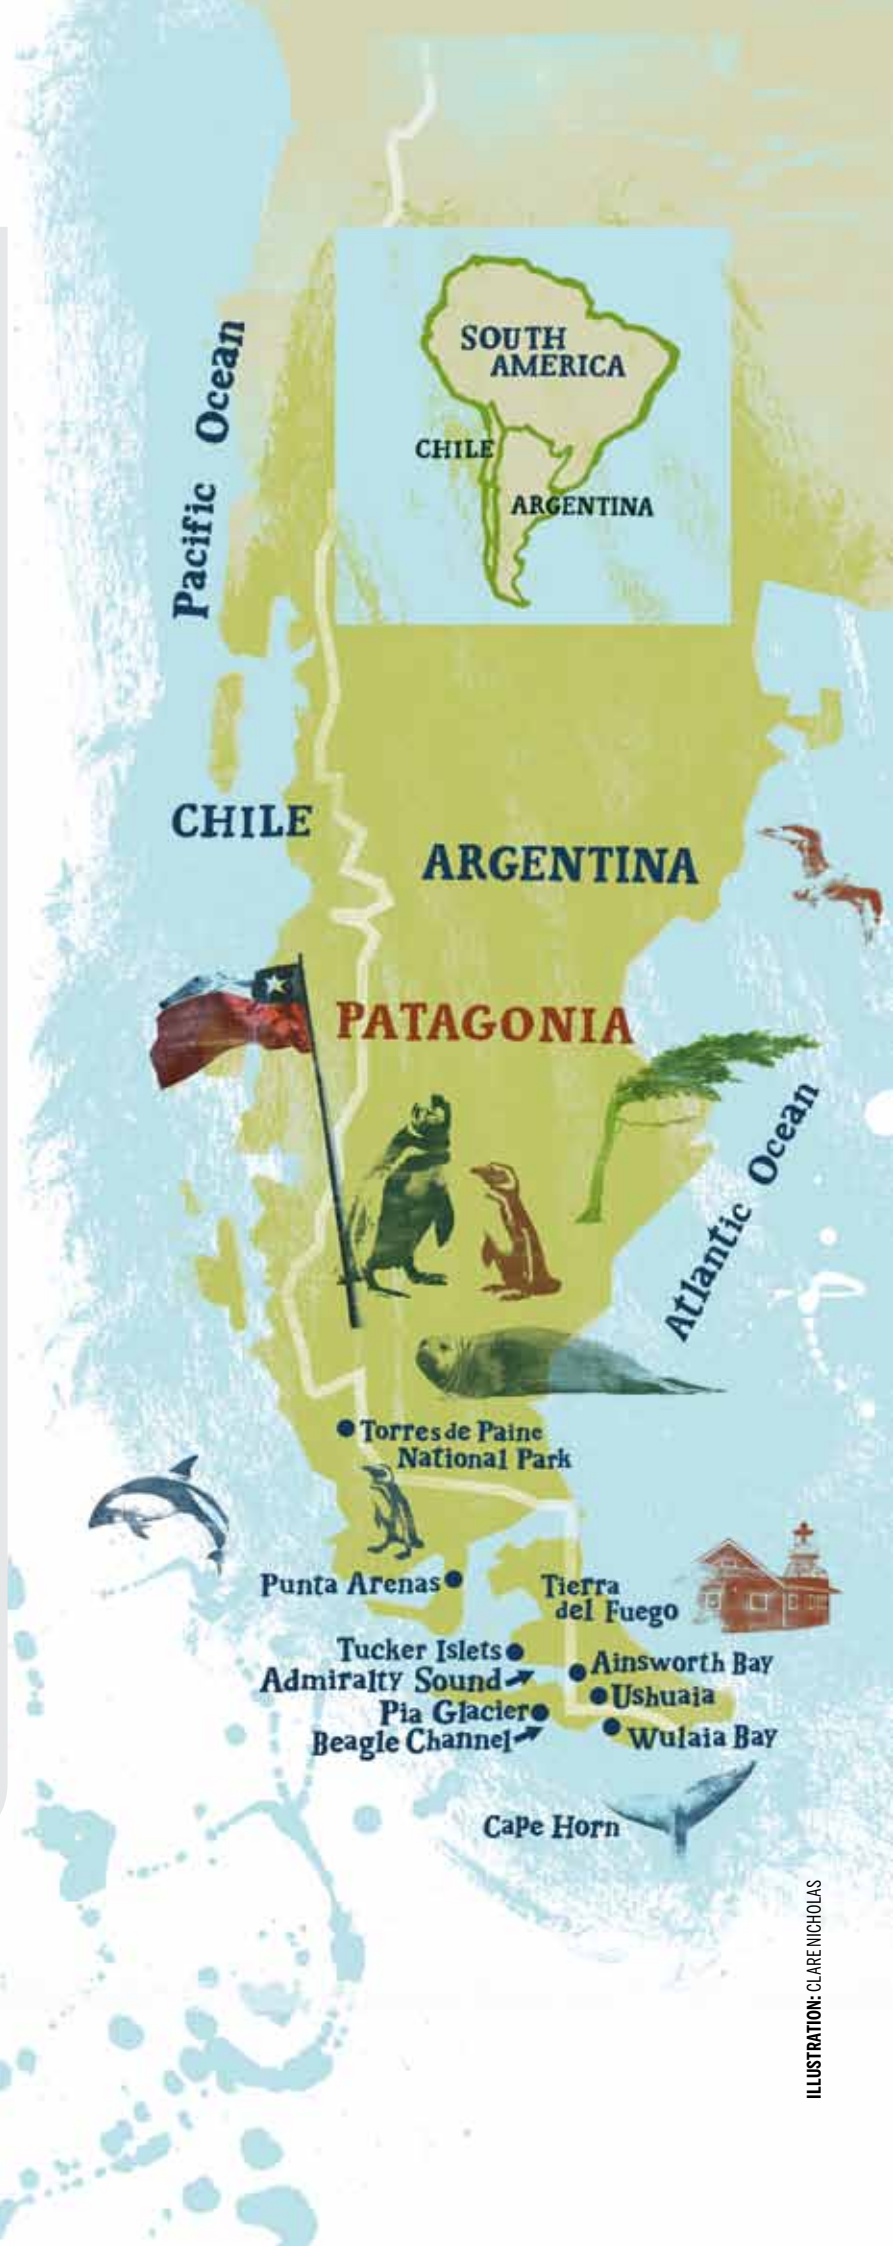 SOUTH
AMERICA
CHILE
ARGENTINA
Pacific Ocean
CHILE
ARGENTINA
PATAGONIA
Atlantic Ocean
Torres de Paine
National Park
Punta Arenas
Tierra
del Fuego
Tucker Islets
Admiralty Sound
Ainsworth Bay
Ushuaia
Pia Glacier
Beagle Channel
Wulaia Bay
Cape Horn
ILLUSTRATION: CLARE NICHOLAS